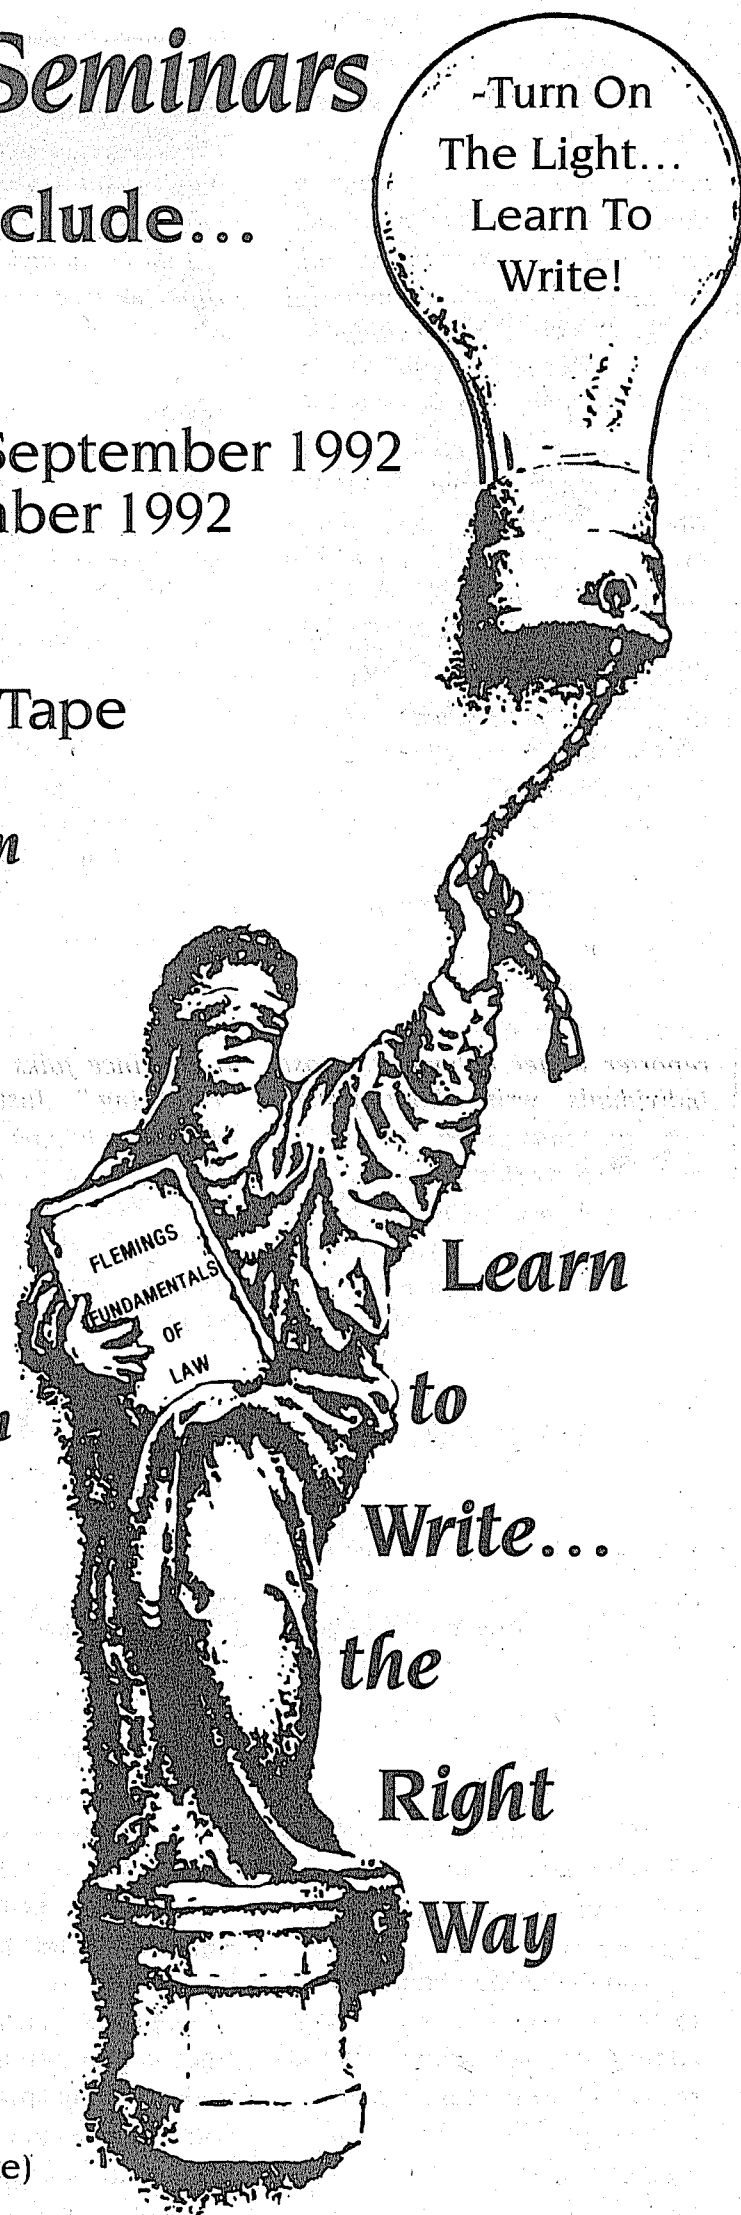 Seminars
-Turn On
The Light...
Learn To
Write!
clude...
September 1992
ber 1992
Tape
n
FLEMINGS
FUNDAMENTALS
OF
LAW
Learn
to
Write...
the
Right
Way
e)